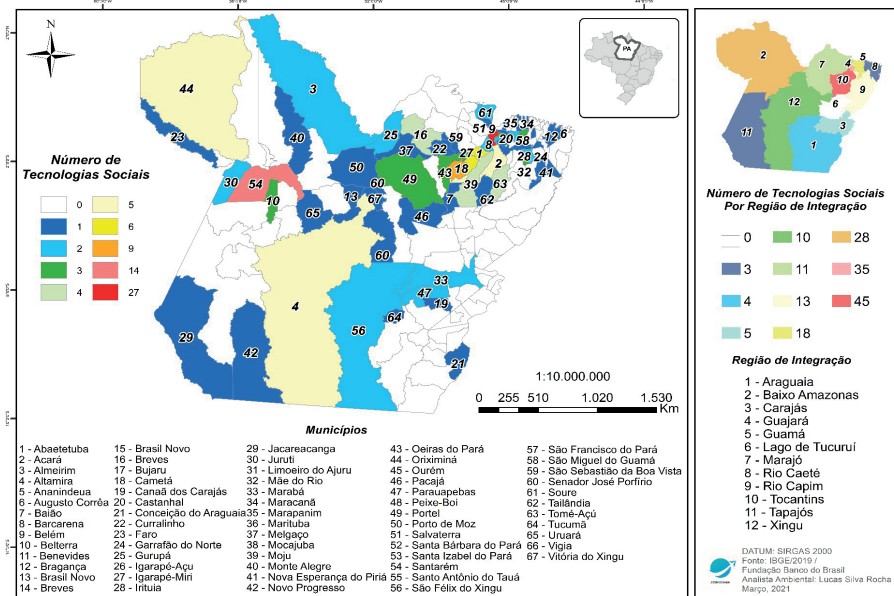 N
PA
Número de
Tecnologias Sociais
0
1
2
3
4
5
6
9
14
27
44
3
23
40
25
16
37
22
59
61
51
9
8
20
35
34
58
12
6
28
24
32
41
27
1
2
18
43
49
39
7
62
63
46
50
60
13
67
65
30
54
10
60
33
47
19
56
64
21
4
29
42
1:10.000.000
0 255 510 1.020 1.530
Km
Municípios
1 - Abaetetuba
2 - Acará
3 - Almeirim
4 - Altamira
5 - Ananindeua
6 - Augusto Corrêa
7 - Baião
8 - Barcarena
9 - Belém
10 - Belterra
11 - Benevides
12 - Bragança
13 - Brasil Novo
14 - Breves
15 - Brasil Novo
16 - Breves
17 - Bujaru
18 - Cametá
19 - Canaã dos Carajás
20 - Castanhal
21 - Conceição do Araguaia
22 - Curralinho
23 - Faro
24 - Garrafão do Norte
25 - Gurupá
26 - Igarapé-Açu
27 - Igarapé-Miri
28 - Irituia
29 - Jacareacanga
30 - Juruti
31 - Limoeiro do Ajuru
32 - Mãe do Rio
33 - Marabá
34 - Maracanã
35 - Marapanim
36 - Marituba
37 - Melgaço
38 - Mocajuba
39 - Moju
40 - Monte Alegre
41 - Nova Esperança do Piriá
42 - Novo Progresso
43 - Oeiras do Pará
44 - Oriximiná
45 - Ourém
46 - Pacajá
47 - Parauapebas
48 - Peixe-Boi
49 - Portel
50 - Porto de Moz
51 - Salvaterra
52 - Santa Bárbara do Pará
53 - Santa Izabel do Pará
54 - Santarém
55 - Santo Antônio do Tauá
56 - São Félix do Xingu
57 - São Francisco do Pará
58 - São Miguel do Guamá
59 - São Sebastião da Boa Vista
60 - Senador José Porfírio
61 - Soure
62 - Tailândia
63 - Tomé-Açú
64 - Tucumã
65 - Uruará
66 - Vigia
67 - Vitória do Xingu
2
7
4
5
8
10
9
6
12
3
11
1
Número de Tecnologias Sociais
Por Região de Integração
0
3
4
5
10
11
13
18
28
35
45
Região de Integração
1 - Araguaia
2 - Baixo Amazonas
3 - Carajás
4 - Guajará
5 - Guamá
6 - Lago de Tucuruí
7 - Marajó
8 - Rio Caeté
9 - Rio Capim
10 - Tocantins
11 - Tapajós
12 - Xingu
DATUM: SIRGAS 2000
Fonte: IBGE/2019 /
Fundação Banco do Brasil
Analista Ambiental: Lucas Silva Rocha
Março, 2021